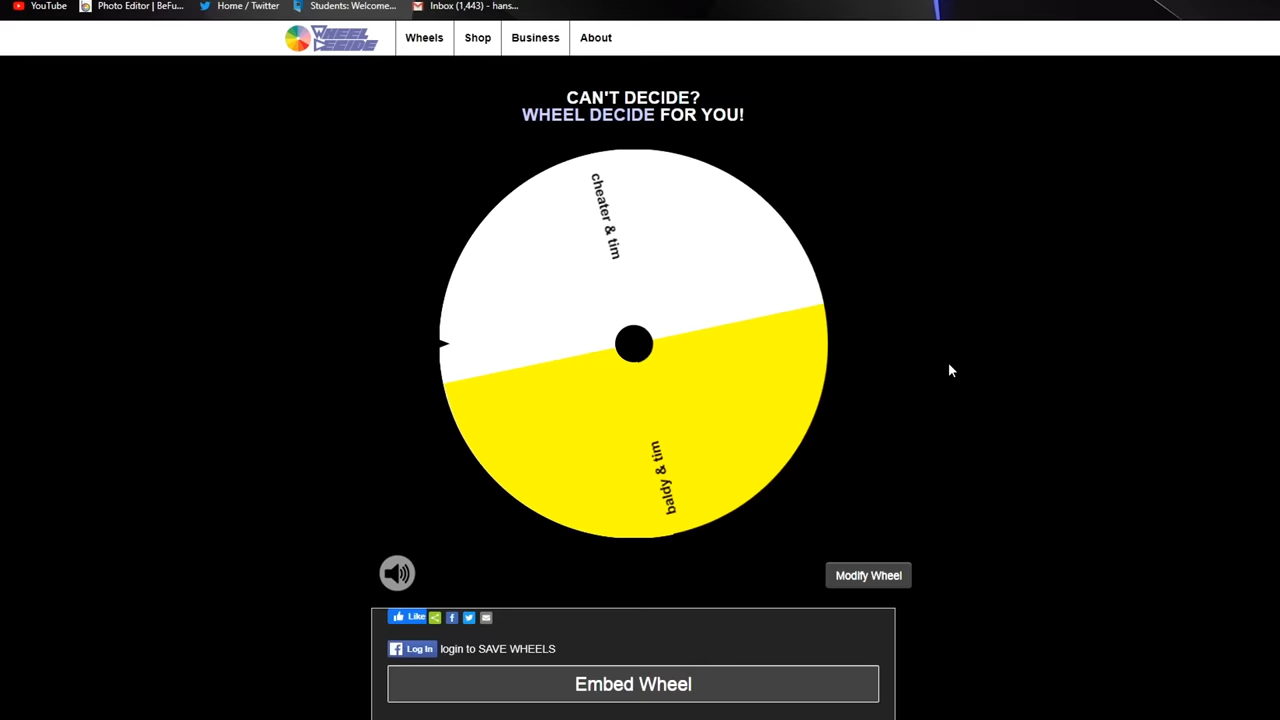 YouTube Photo Editor | BeFu... Home / Twitter Students: Welcome... Inbox (1,443) - hans...
WHEEL DECIDE Wheels Shop Business About
CAN'T DECIDE?
WHEEL DECIDE FOR YOU!
cheater & tim
baldy & tim
Modify Wheel
Like
Log In login to SAVE WHEELS
Embed Wheel